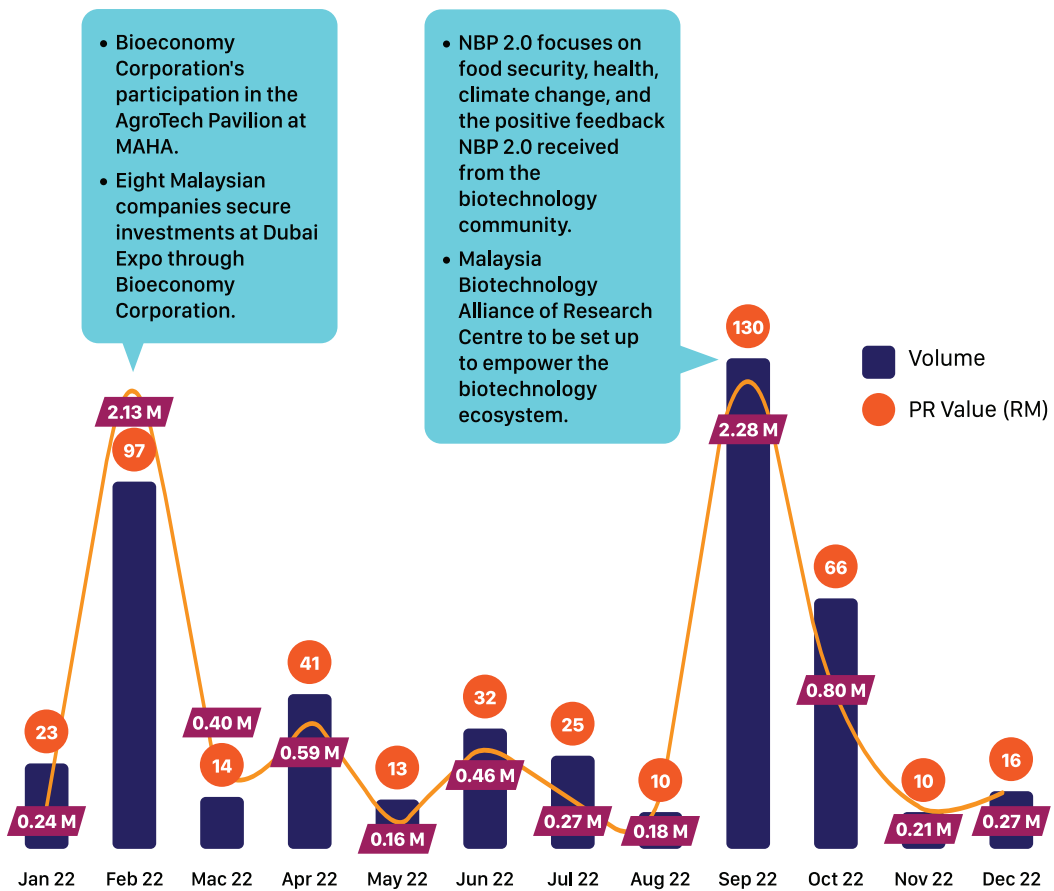 • Bioeconomy
Corporation's
participation in the
AgroTech Pavilion at
MAHA.
• Eight Malaysian
companies secure
investments at Dubai
Expo through
Bioeconomy
Corporation.
• NBP 2.0 focuses on
food security, health,
climate change, and
the positive feedback
NBP 2.0 received
from the
biotechnology
community.
• Malaysia
Biotechnology
Alliance of Research
Centre to be set up
to empower the
biotechnology
ecosystem.
Volume
PR Value (RM)
23
0.24 M
2.13 M
97
0.40 M
14
41
0.59 M
13
0.16 M
32
0.46 M
25
0.27 M
10
0.18 M
130
2.28 M
66
0.80 M
10
0.21 M
16
0.27 M
Jan 22
Feb 22
Mac 22
Apr 22
May 22
Jun 22
Jul 22
Aug 22
Sep 22
Oct 22
Nov 22
Dec 22